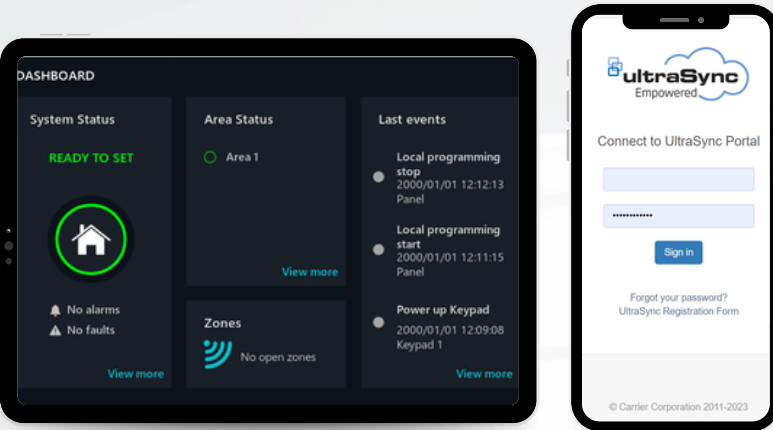 DASHBOARD
System Status
READY TO SET
No alarms
No faults
View more
Area Status
Area 1
View more
Zones
No open zones
Last events
Local programming
stop
2000/01/01 12:12:13
Panel
Local programming
start
2000/01/01 12:11:15
Panel
Power up Keypad
2000/01/01 12:09:08
Keypad 1
View more
ultraSync
Empowered
Connect to UltraSync Portal
••••••••••••
Sign in
Forgot your password?
UltraSync Registration Form
© Carrier Corporation 2011-2023